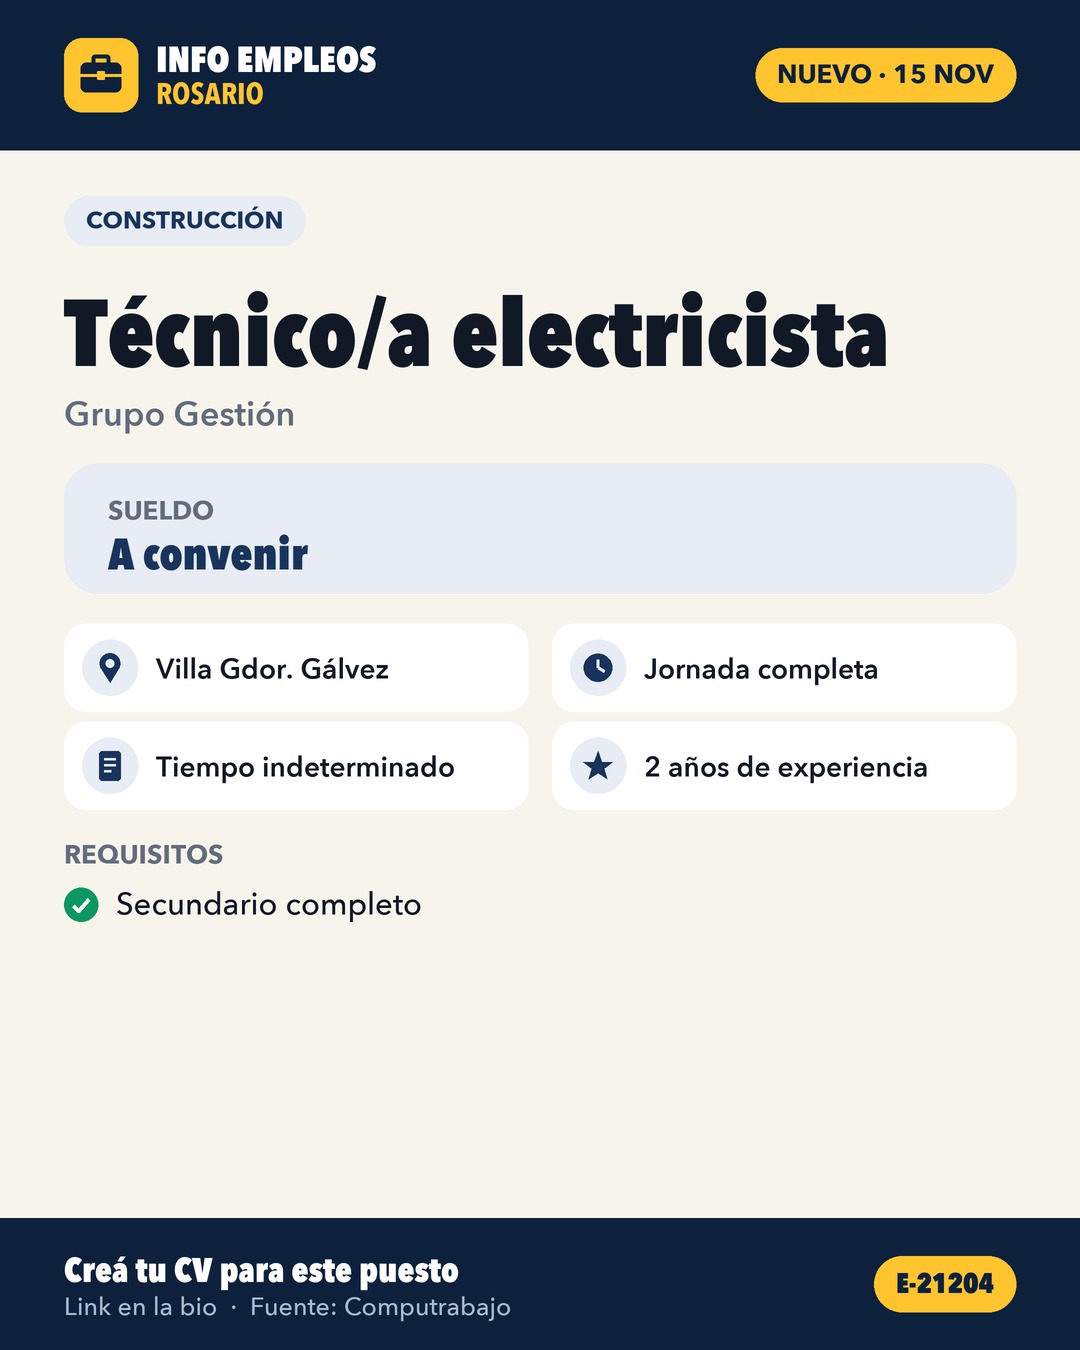 INFO EMPLEOS
ROSARIO
NUEVO · 15 NOV
CONSTRUCCIÓN
Técnico/a electricista
Grupo Gestión
SUELDO
A convenir
Villa Gdor. Gálvez
Jornada completa
Tiempo indeterminado
2 años de experiencia
REQUISITOS
Secundario completo
Creá tu CV para este puesto
Link en la bio · Fuente: Computrabajo
E-21204